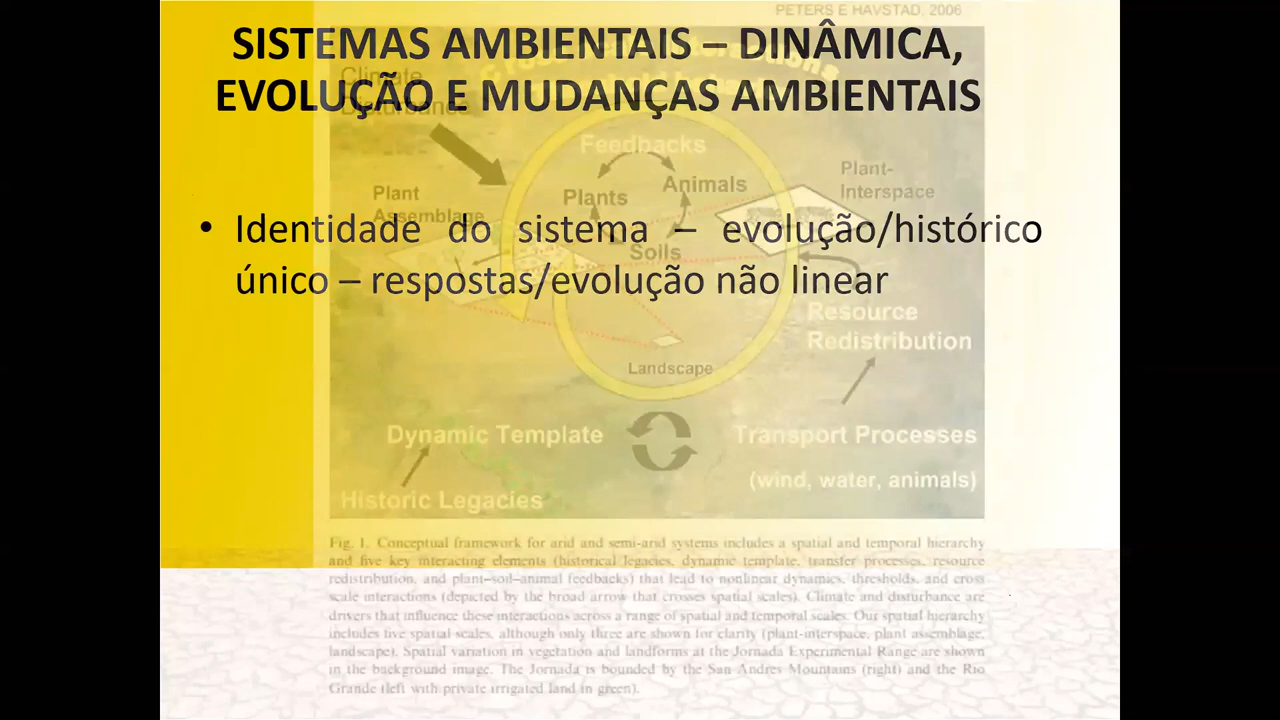 PETERS E HAVSTAD, 2006
SISTEMAS AMBIENTAIS – DINÂMICA,
EVOLUÇÃO E MUDANÇAS AMBIENTAIS
Climate
Disturbance
Feedbacks
Plants
Animals
Soils
Plant
Assemblage
Plant-
Interspace
• Identidade do sistema – evolução/histórico
único – respostas/evolução não linear
Resource
Redistribution
Landscape
Dynamic Template
Transport Processes
(wind, water, animals)
Historic Legacies
Fig. 1. Conceptual framework for arid and semi-arid systems includes a spatial and temporal hierarchy
and five key interacting elements (historical legacies, dynamic template, transfer processes, resource
redistribution, and plant–soil–animal feedbacks) that lead to nonlinear dynamics, thresholds, and cross
scale interactions (depicted by the broad arrow that crosses spatial scales). Climate and disturbance are
drivers that influence these interactions across a range of spatial and temporal scales. Our spatial hierarchy
includes five spatial scales, although only three are shown for clarity (plant-interspace, plant assemblage,
landscape). Spatial variation in vegetation and landforms at the Jornada Experimental Range are shown
in the background image. The Jornada is bounded by the San Andres Mountains (right) and the Rio
Grande (left with private irrigated land in green).